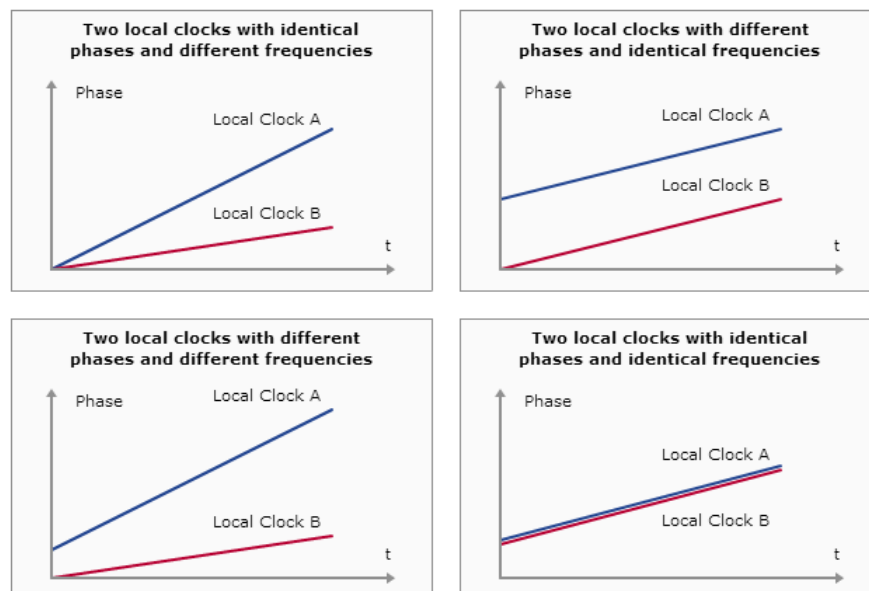 Two local clocks with identical
phases and different frequencies
Phase
Local Clock A
Local Clock B
t
Two local clocks with different
phases and identical frequencies
Phase
Local Clock A
Local Clock B
t
Two local clocks with different
phases and different frequencies
Phase
Local Clock A
Local Clock B
t
Two local clocks with identical
phases and identical frequencies
Phase
Local Clock A
Local Clock B
t